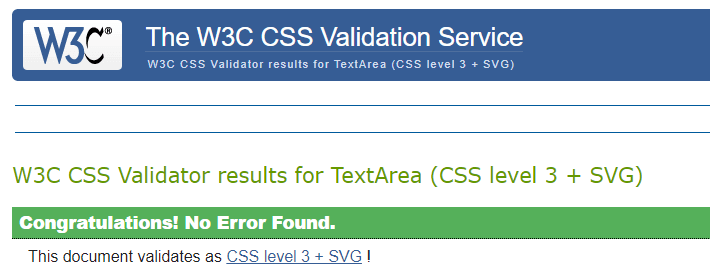 W3C® The W3C CSS Validation Service
W3C CSS Validator results for TextArea (CSS level 3 + SVG)
W3C CSS Validator results for TextArea (CSS level 3 + SVG)
Congratulations! No Error Found.
This document validates as CSS level 3 + SVG !